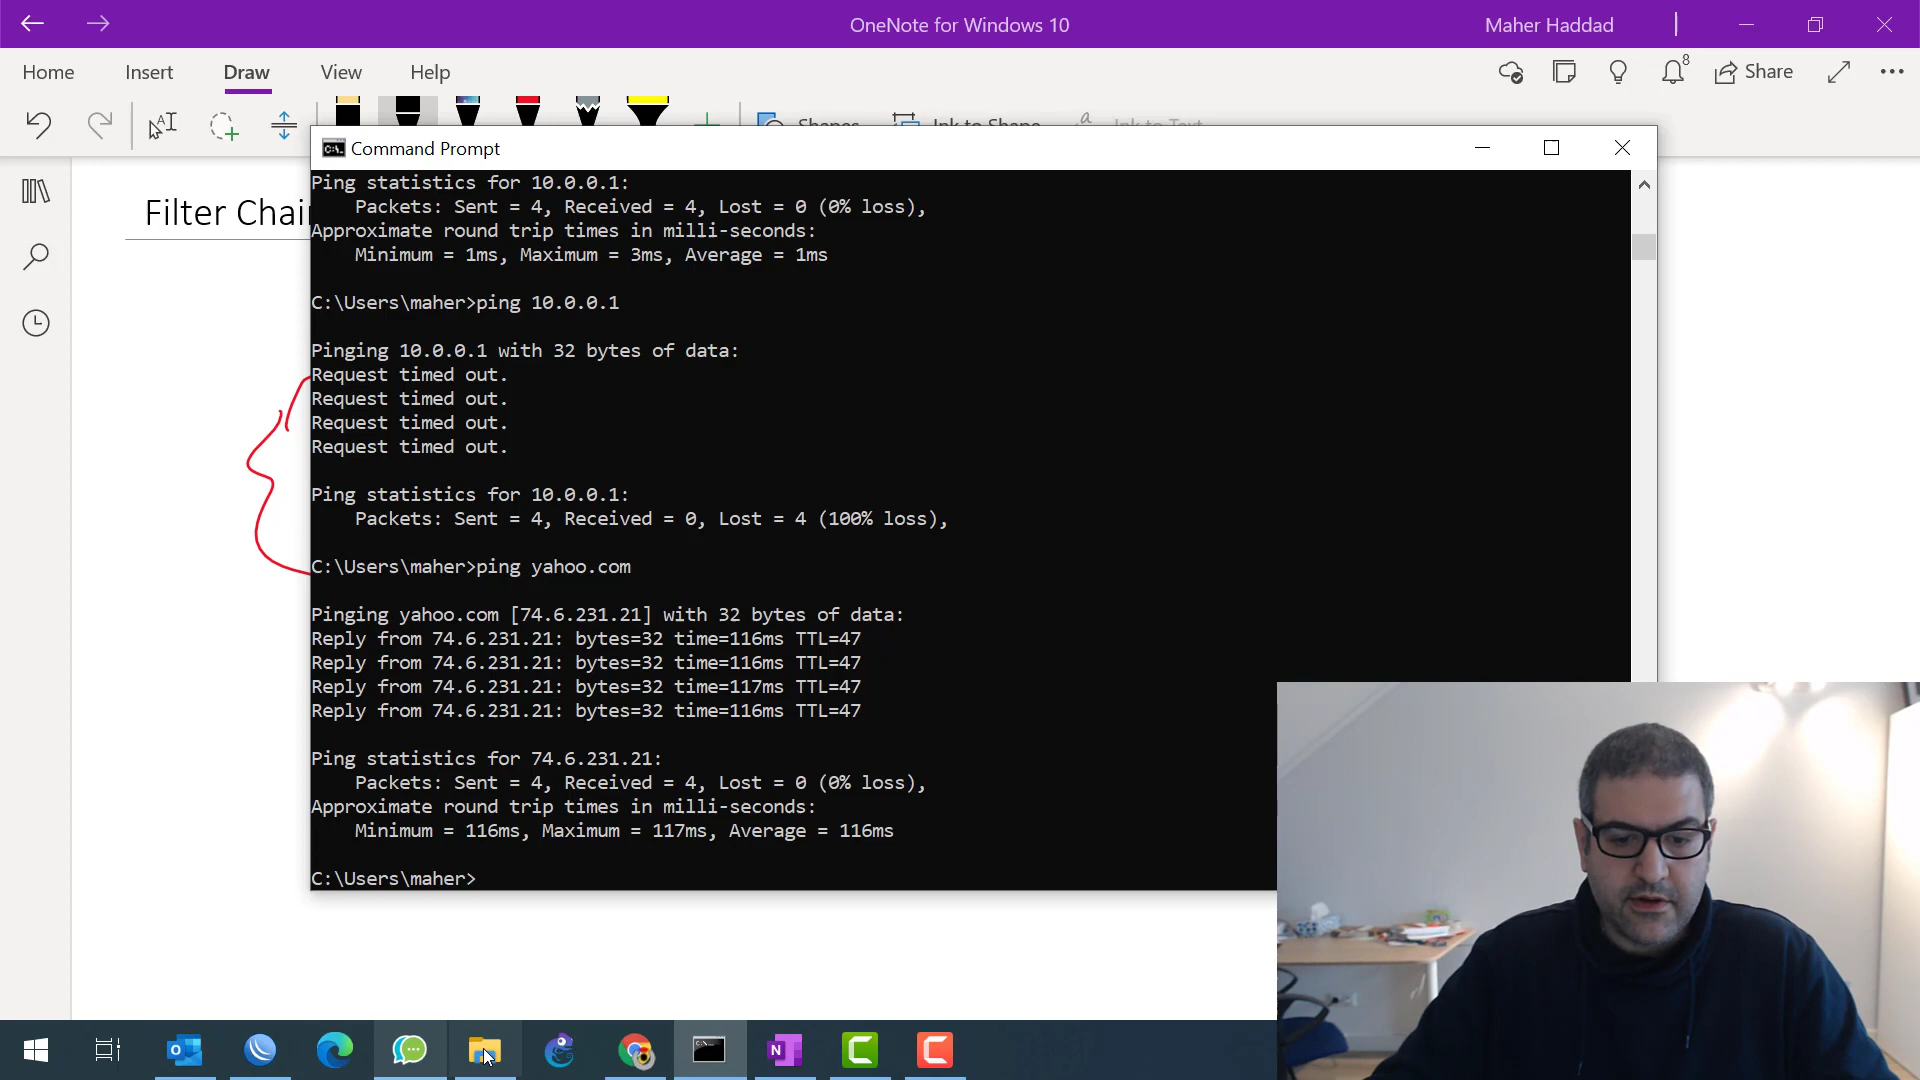 OneNote for Windows 10
Maher Haddad
Home
Insert
Draw
View
Help
8
Share
Shapes
Ink to Shape
Ink to Text
Filter Chai
Command Prompt
Ping statistics for 10.0.0.1:
Packets: Sent = 4, Received = 4, Lost = 0 (0% loss),
Approximate round trip times in milli-seconds:
Minimum = 1ms, Maximum = 3ms, Average = 1ms
C:\Users\maher>ping 10.0.0.1
Pinging 10.0.0.1 with 32 bytes of data:
Request timed out.
Request timed out.
Request timed out.
Request timed out.
Ping statistics for 10.0.0.1:
Packets: Sent = 4, Received = 0, Lost = 4 (100% loss),
C:\Users\maher>ping yahoo.com
Pinging yahoo.com [74.6.231.21] with 32 bytes of data:
Reply from 74.6.231.21: bytes=32 time=116ms TTL=47
Reply from 74.6.231.21: bytes=32 time=116ms TTL=47
Reply from 74.6.231.21: bytes=32 time=117ms TTL=47
Reply from 74.6.231.21: bytes=32 time=116ms TTL=47
Ping statistics for 74.6.231.21:
Packets: Sent = 4, Received = 4, Lost = 0 (0% loss),
Approximate round trip times in milli-seconds:
Minimum = 116ms, Maximum = 117ms, Average = 116ms
C:\Users\maher>